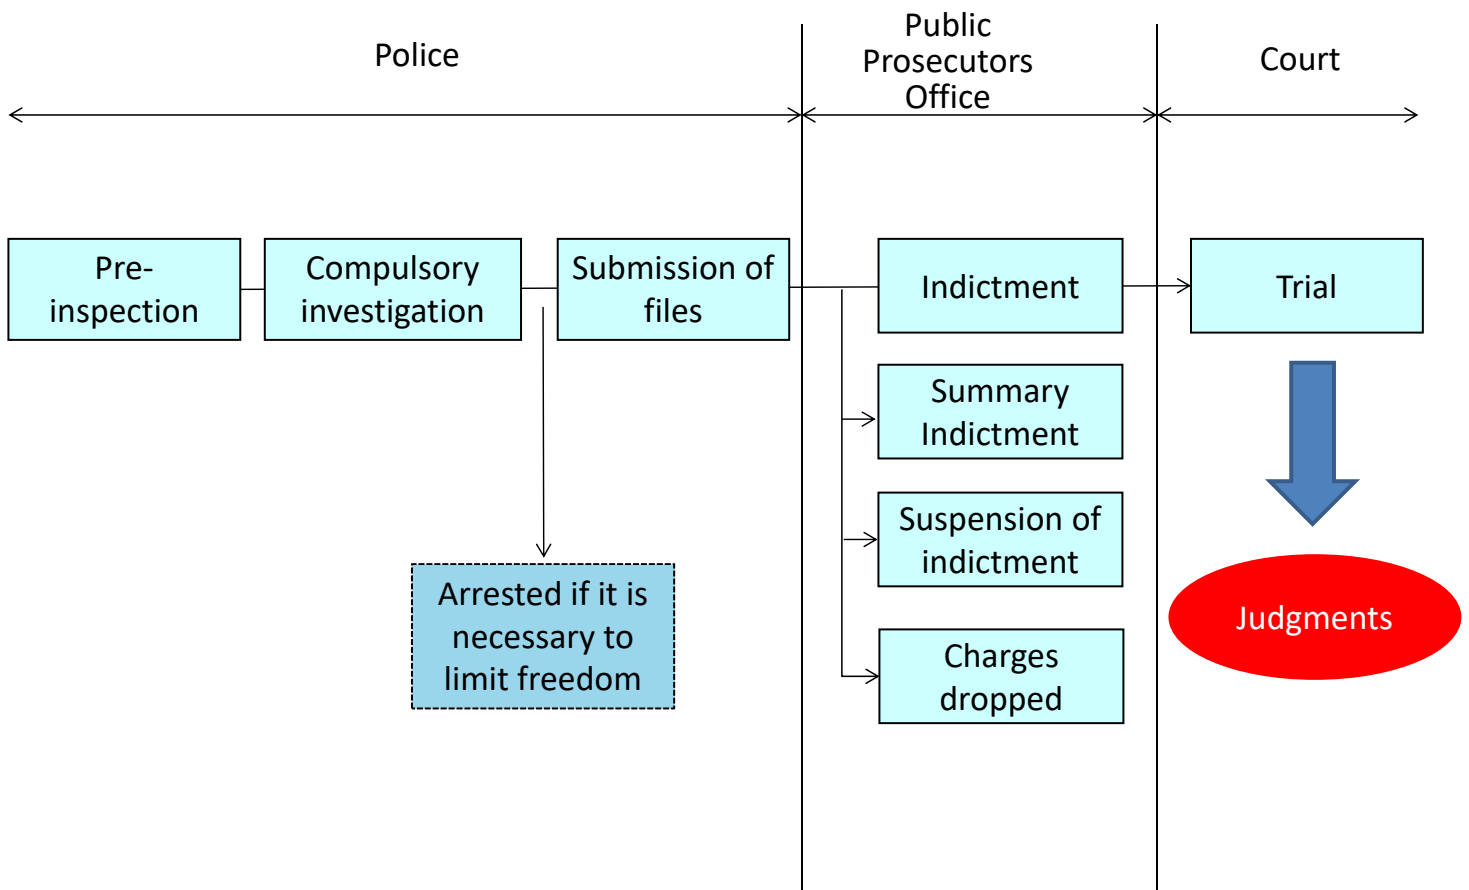 Police
Public
Prosecutors
Office
Court
Pre-
inspection
Compulsory
investigation
Submission of
files
Indictment
Trial
Summary
Indictment
Suspension of
indictment
Arrested if it is
necessary to
limit freedom
Judgments
Charges
dropped